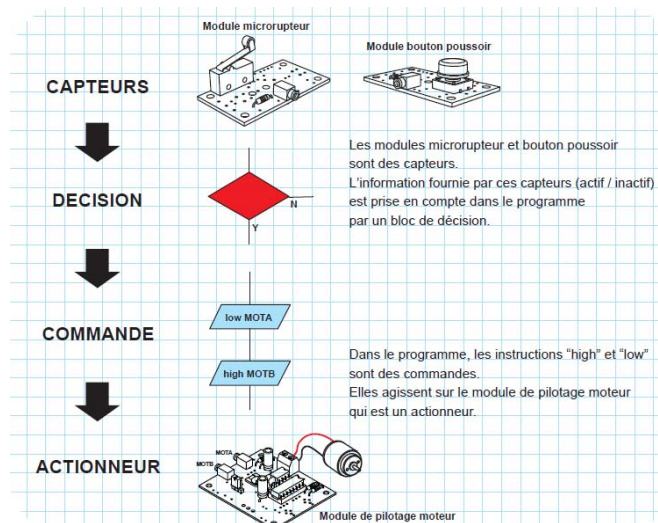 Module microrupteur
Module bouton poussoir
CAPTEURS
Les modules microrupteur et bouton poussoir
sont des capteurs.
L'information fournie par ces capteurs (actif / inactif)
est prise en compte dans le programme
par un bloc de décision.
DECISION
N
Y
COMMANDE
low MOTA
high MOTB
Dans le programme, les instructions “high” et “low”
sont des commandes.
Elles agissent sur le module de pilotage moteur
qui est un actionneur.
ACTIONNEUR
MOTA
MOTB
Module de pilotage moteur